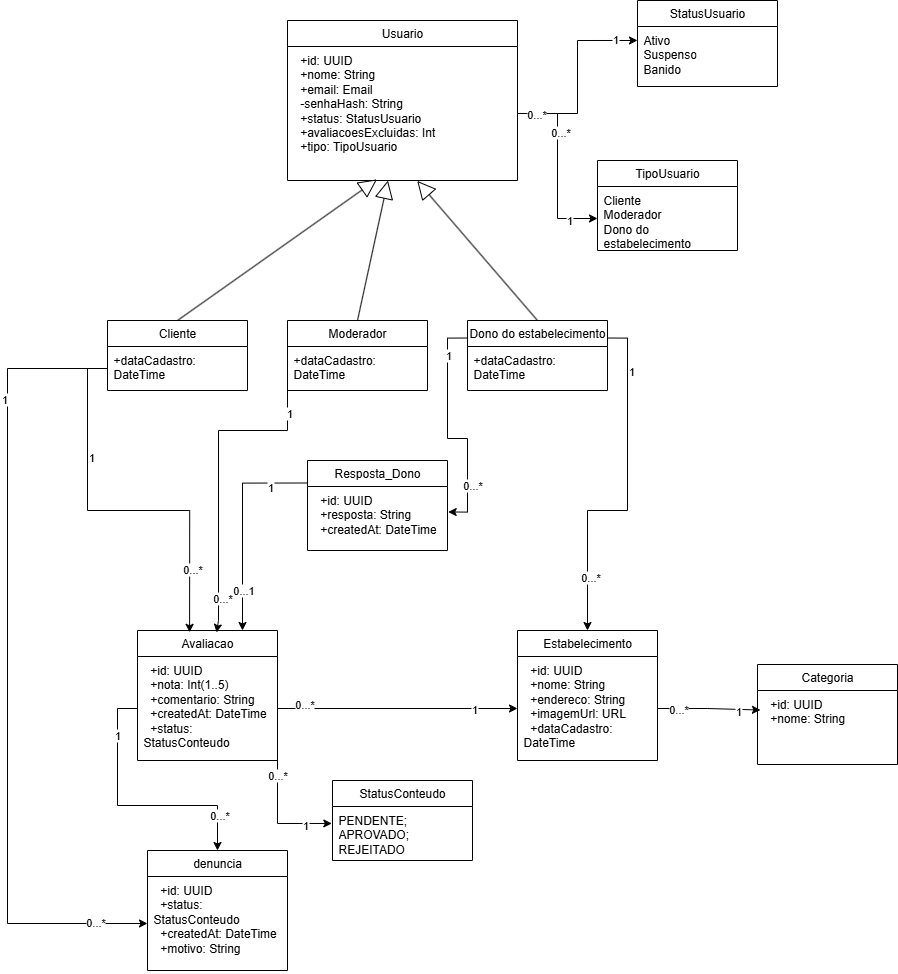 Usuario
+id: UUID
+nome: String
+email: Email
-senhaHash: String
+status: StatusUsuario
+avaliacoesExcluidas: Int
+tipo: TipoUsuario
StatusUsuario
Ativo
Suspenso
Banido
0...*
1
0...*
1
TipoUsuario
Cliente
Moderador
Dono do
estabelecimento
Cliente
+dataCadastro:
DateTime
Moderador
+dataCadastro:
DateTime
Dono do estabelecimento
+dataCadastro:
DateTime
1
1
1
1
0...*
1
Resposta_Dono
+id: UUID
+resposta: String
+createdAt: DateTime
1
0...*
0...*
0...1
0...*
Avaliacao
+id: UUID
+nota: Int(1..5)
+comentario: String
+createdAt: DateTime
+status:
StatusConteudo
0...*
1
Estabelecimento
+id: UUID
+nome: String
+endereco: String
+imagemUrl: URL
+dataCadastro:
DateTime
0...*
1
Categoria
+id: UUID
+nome: String
1
0...*
0...*
1
StatusConteudo
PENDENTE;
APROVADO;
REJEITADO
denuncia
+id: UUID
+status:
StatusConteudo
+createdAt: DateTime
+motivo: String
0...*